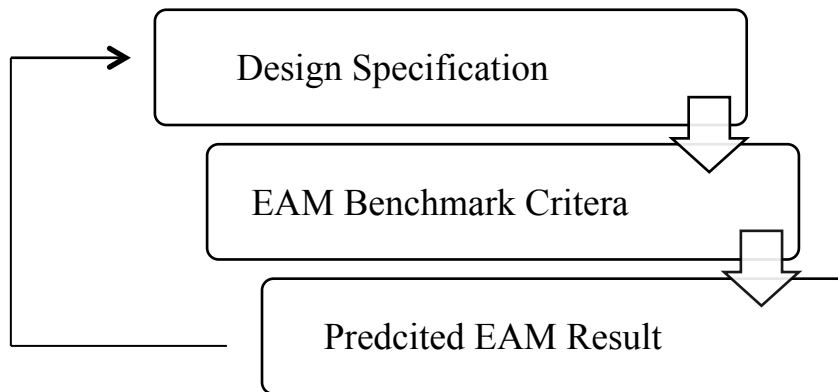 Design Specification
EAM Benchmark Critera
Predcited EAM Result